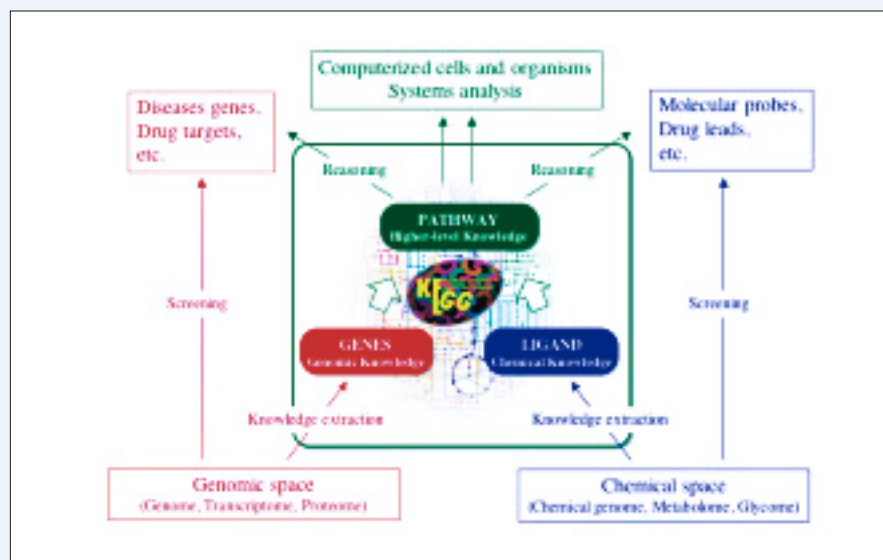 Computerized cells and organisms
Systems analysis
Diseases genes,
Drug targets,
etc.
Molecular probes,
Drug leads,
etc.
Reasoning
Reasoning
PATHWAY
Higher-level Knowledge
KEGG
Screening
Screening
GENES
Genomic Knowledge
LIGAND
Chemical Knowledge
Knowledge extraction
Knowledge extraction
Genomic space
(Genome, Transcriptome, Proteome)
Chemical space
(Chemical genome, Metabolome, Glycome)